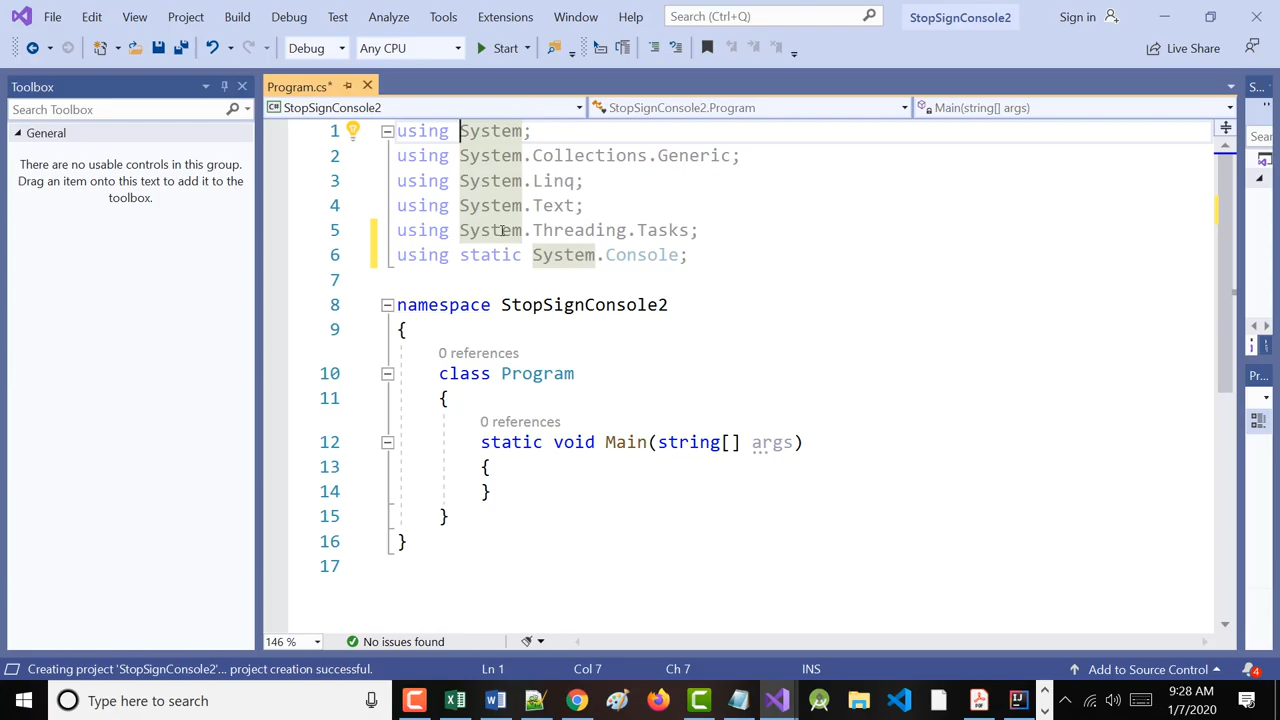 File Edit View Project Build Debug Test Analyze Tools Extensions Window Help Search (Ctrl+Q) StopSignConsole2 Sign in
Debug Any CPU Start Live Share
Toolbox
Search Toolbox
General
There are no usable controls in this group.
Drag an item onto this text to add it to the
toolbox.
Program.cs*
StopSignConsole2 StopSignConsole2.Program Main(string[] args)
1 using System;
2 using System.Collections.Generic;
3 using System.Linq;
4 using System.Text;
5 using System.Threading.Tasks;
6 using static System.Console;
7
8 namespace StopSignConsole2
9 {
0 references
10 class Program
11 {
0 references
12 static void Main(string[] args)
13 {
14 }
15 }
16 }
17
S...
Sear
Pr...
146 % No issues found
Creating project 'StopSignConsole2'... project creation successful. Ln 1 Col 7 Ch 7 INS Add to Source Control 4
Type here to search
9:28 AM
1/7/2020